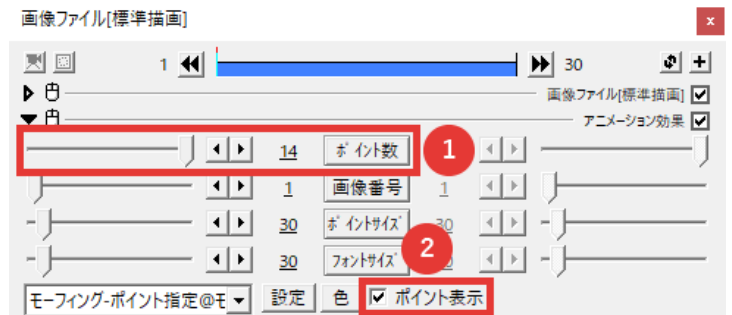 画像ファイル[標準描画]
x
1 30 +
画像ファイル[標準描画]
アニメーション効果
14 ポイント数 1
1 画像番号 1
30 ポイントサイズ 30
30 フォントサイズ 2
モーフィング-ポイント指定@モ 設定 色 ポイント表示